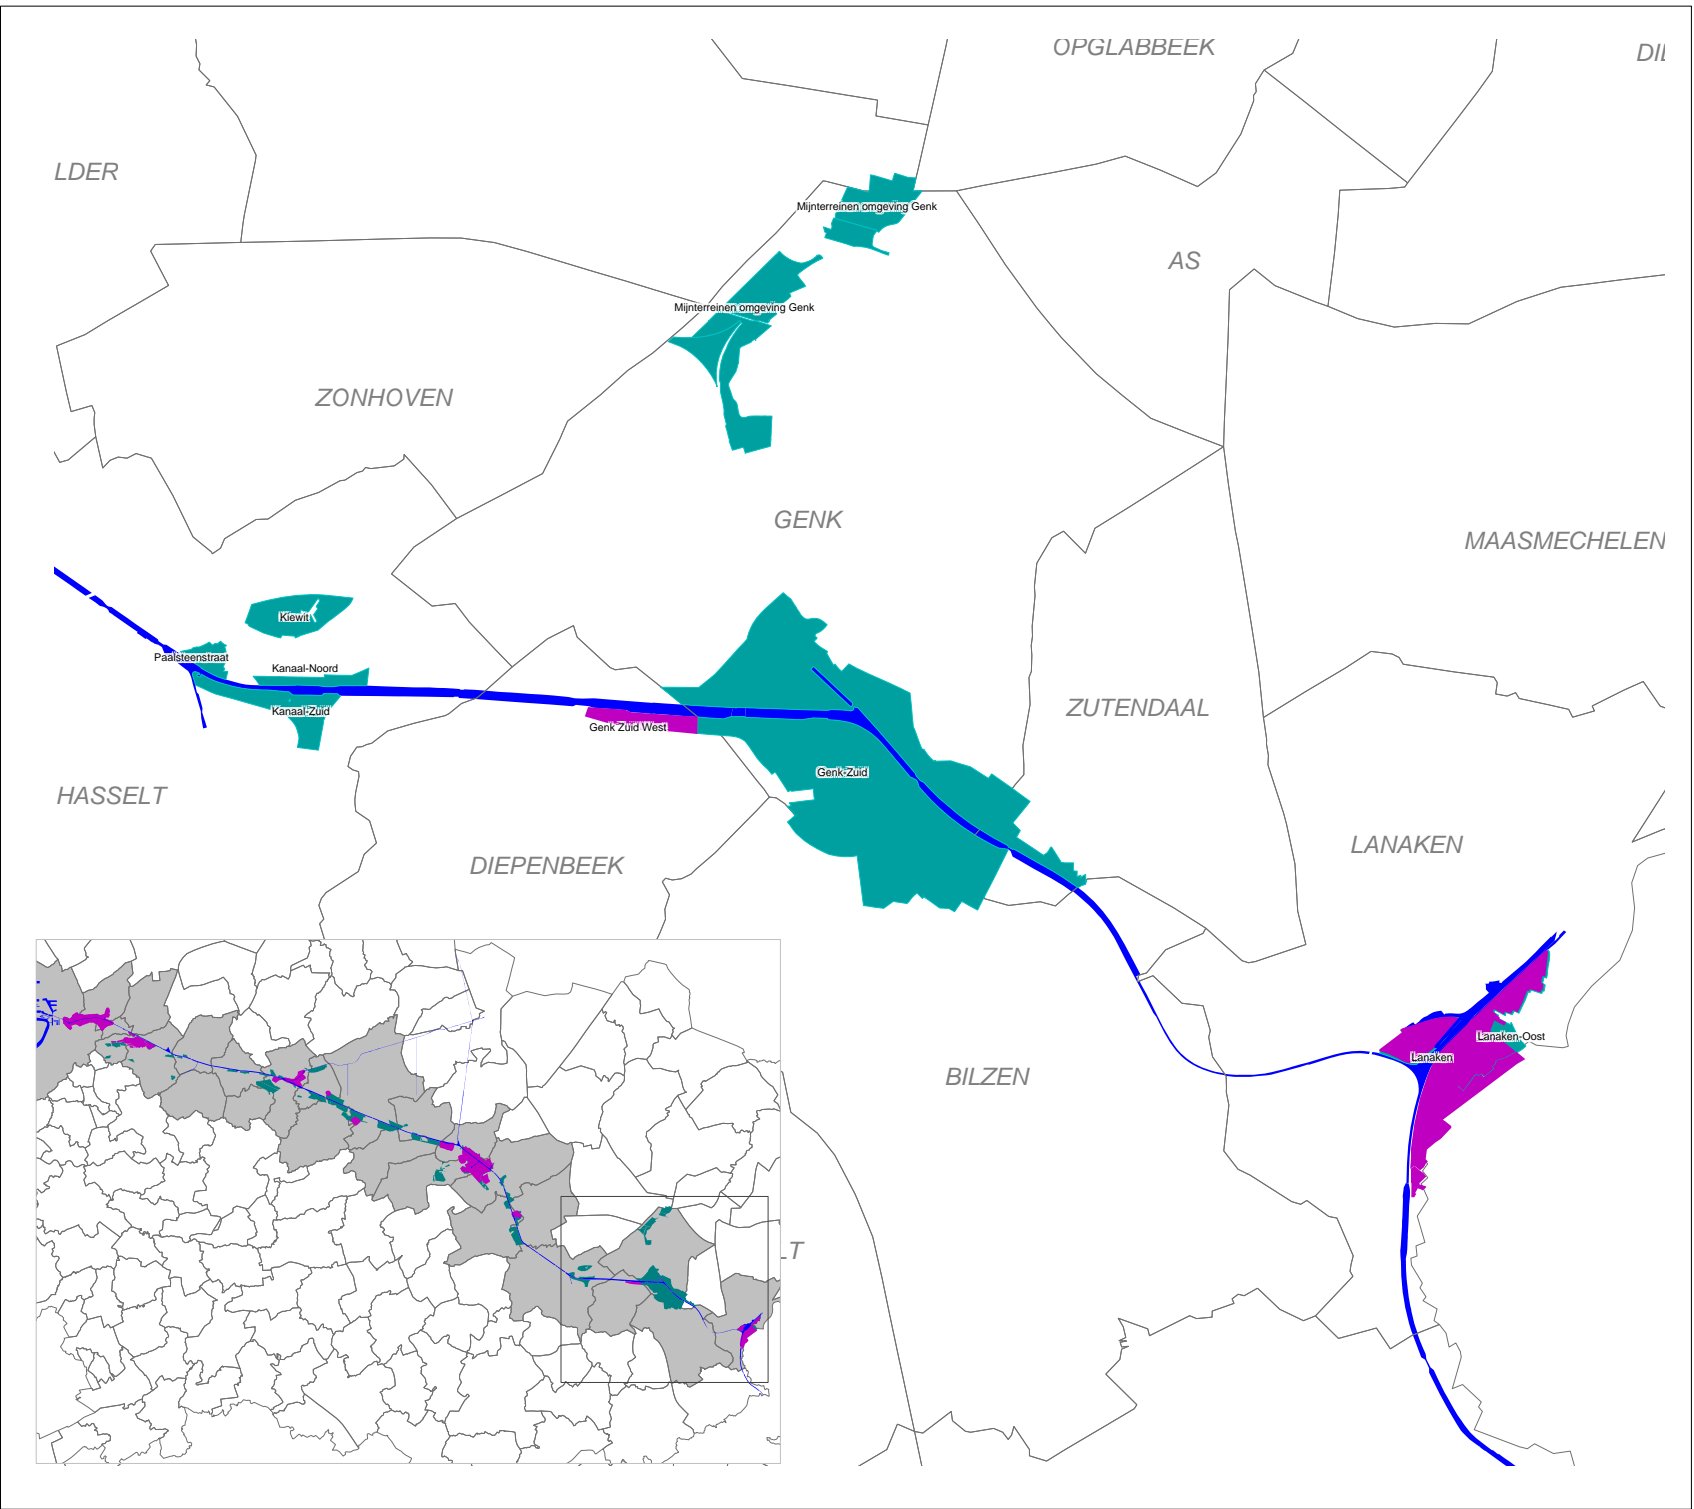 OPGLABBEEK
LDER
Mijnterreinen omgeving Genk
AS
Mijnterreinen omgeving Genk
ZONHOVEN
GENK
MAASMECHELEN
Kiewit
Paalsteenstraat
Kanaal-Noord
Kanaal-Zuid
ZUTENDAAL
Genk Zuid West
Genk-Zuid
HASSELT
LANAKEN
DIEPENBEEK
Lanaken-Oost
Lanaken
BILZEN
LT